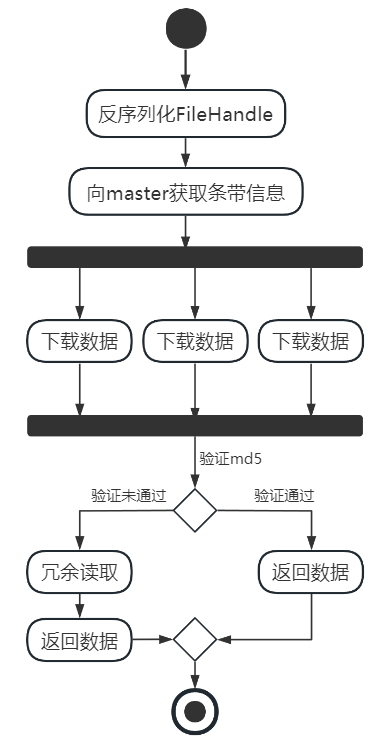 反序列化FileHandle
向master获取条带信息
下载数据
下载数据
下载数据
验证md5
验证未通过
验证通过
冗余读取
返回数据
返回数据